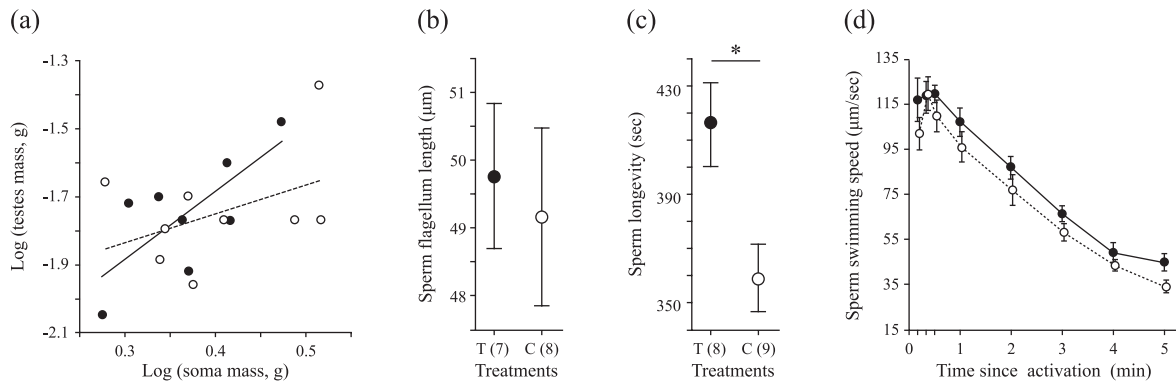 (a)
-1.3
-1.5
-1.7
-1.9
-2.1
Log (testes mass, g)
0.3 0.4 0.5
Log (soma mass, g)
(b)
51
50
49
48
Sperm flagellum length (μm)
T (7) C (8)
Treatments
(c)
*
430
390
350
Sperm longevity (sec)
T (8) C (9)
Treatments
(d)
135
115
95
75
55
35
15
Sperm swimming speed (μm/sec)
0 1 2 3 4 5
Time since activation (min)